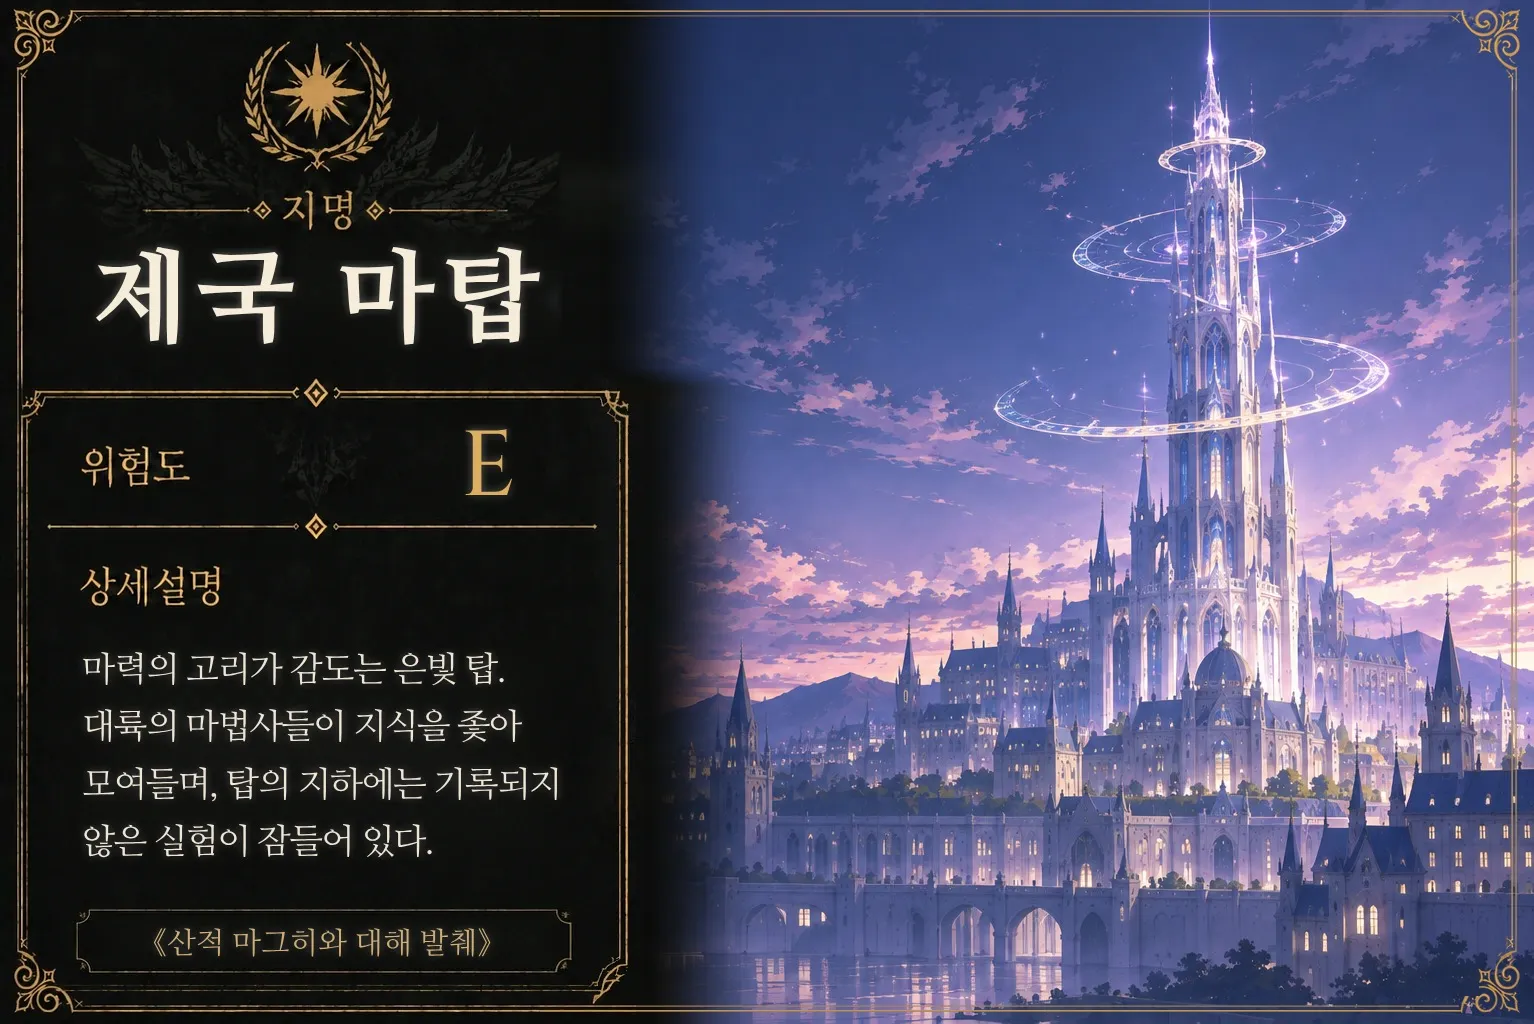 지명
제국 마탑
위험도
E
상세설명
마력의 고리가 감도는 은빛 탑.
대륙의 마법사들이 지식을 좇아
모여들며, 탑의 지하에는 기록되지
않은 실험이 잠들어 있다.
《산적 마그히와 대해 발췌》